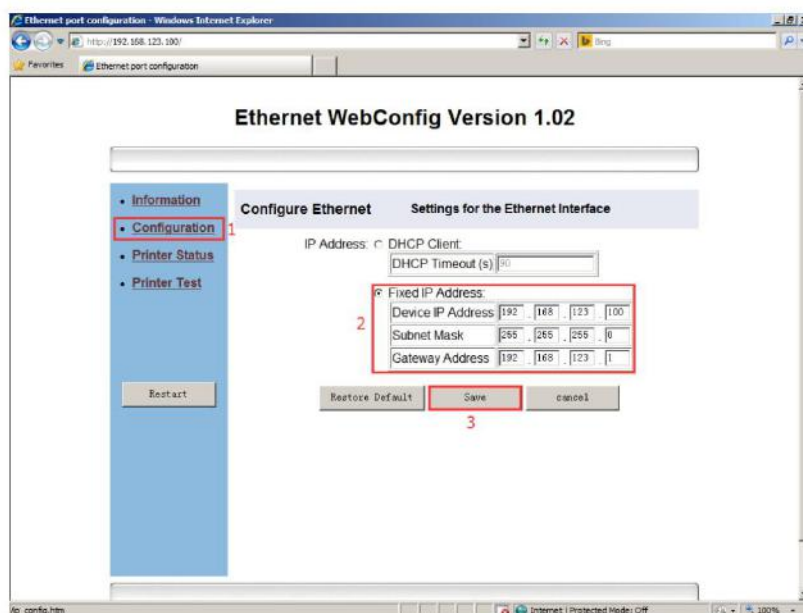 Ethernet port configuration - Windows Internet Explorer
http://192.168.123.100/
Bing
Favorites Ethernet port configuration
Ethernet WebConfig Version 1.02
Information
Configuration 1
Printer Status
Printer Test
Restart
Configure Ethernet Settings for the Ethernet Interface
IP Address: DHCP Client:
DHCP Timeout (s) 90
Fixed IP Address:
2
Device IP Address 192 . 168 . 123 . 100
Subnet Mask 255 . 255 . 255 . 0
Gateway Address 192 . 168 . 123 . 1
Restore Default Save cancel
3
/ip_config.htm Internet | Protected Mode: Off 100%